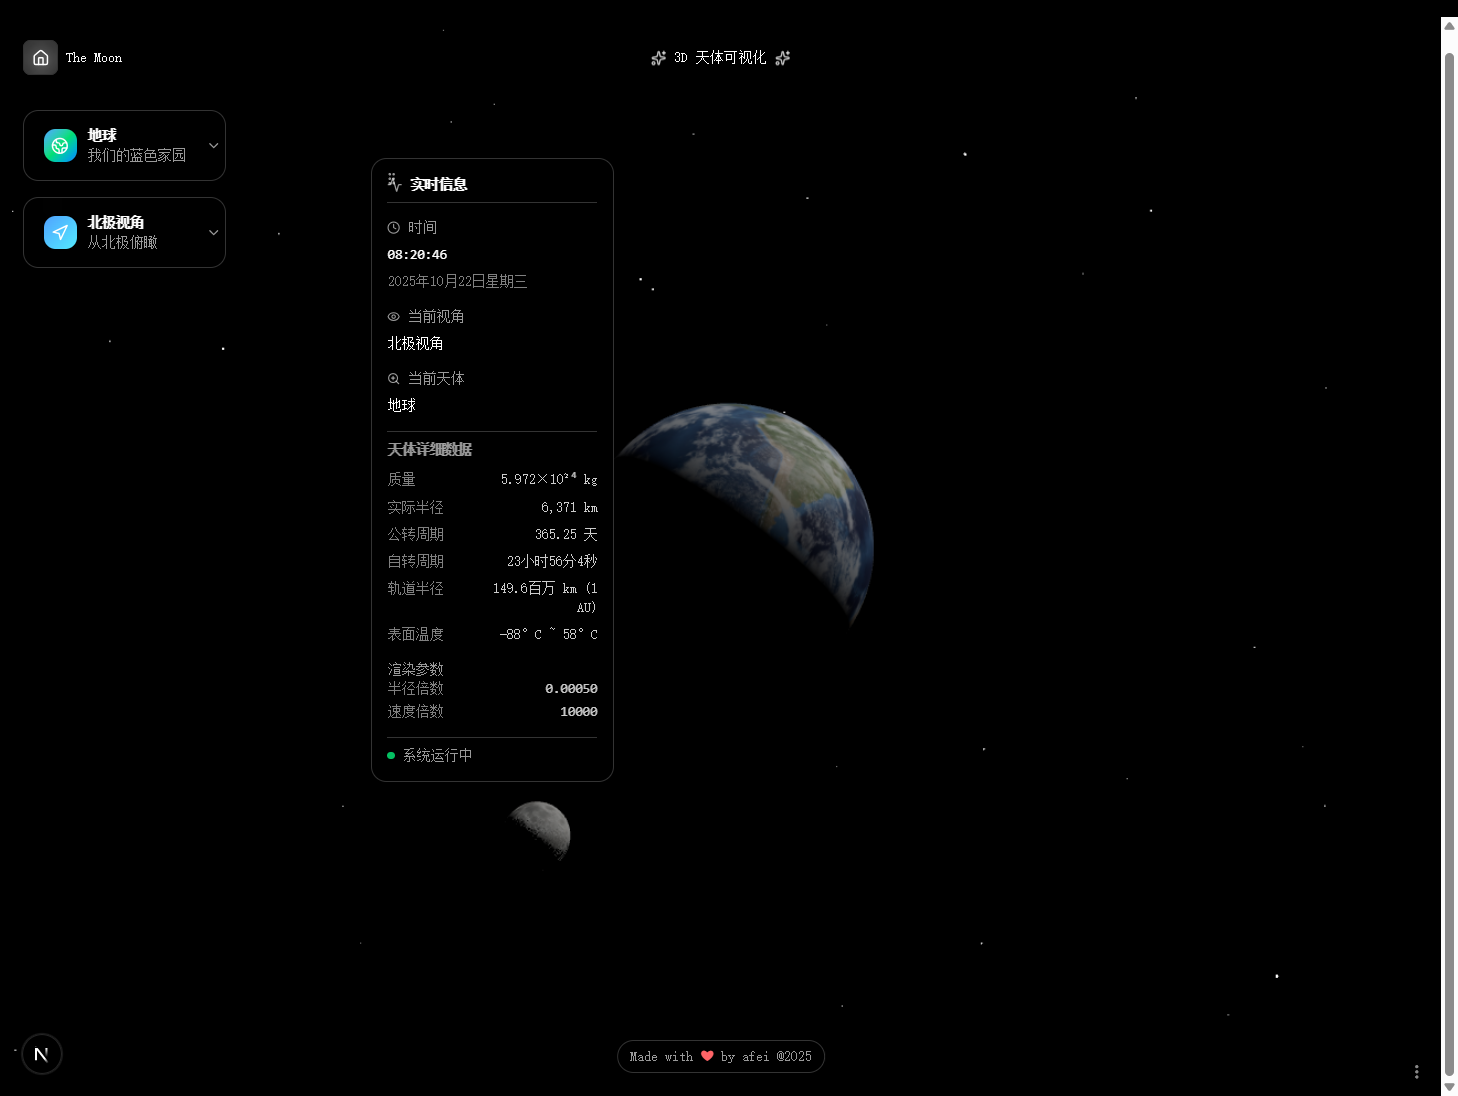 The Moon
3D 天体可视化
地球
我们的蓝色家园
北极视角
从北极俯瞰
实时信息
时间
08:20:46
2025年10月22日星期三
当前视角
北极视角
当前天体
地球
天体详细数据
质量 5.972×10²⁴ kg
实际半径 6,371 km
公转周期 365.25 天
自转周期 23小时56分4秒
轨道半径 149.6百万 km (1
AU)
表面温度 -88°C ~ 58°C
渲染参数
半径倍数 0.00050
速度倍数 10000
系统运行中
N
Made with ❤ by afei @2025